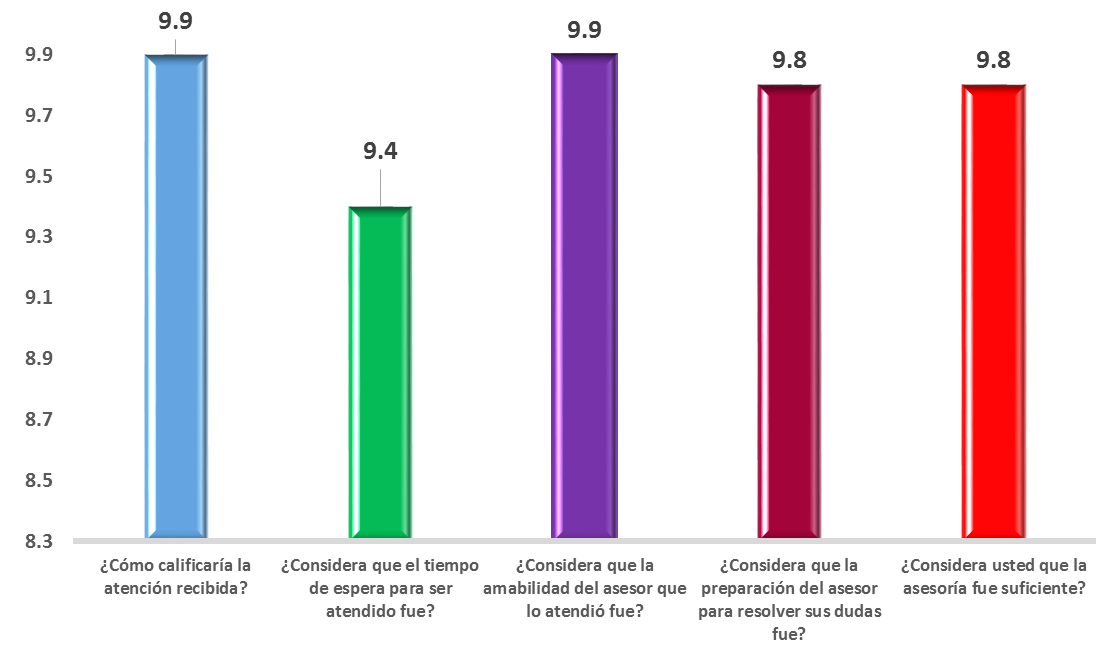 9.9
9.9
9.4
9.8
9.8
9.9
9.7
9.5
9.3
9.1
8.9
8.7
8.5
8.3
¿Cómo calificaría la
atención recibida?
¿Considera que el tiempo
de espera para ser
atendido fue?
¿Considera que la
amabilidad del asesor que
lo atendió fue?
¿Considera que la
preparación del asesor
para resolver sus dudas
fue?
¿Considera usted que la
asesoría fue suficiente?